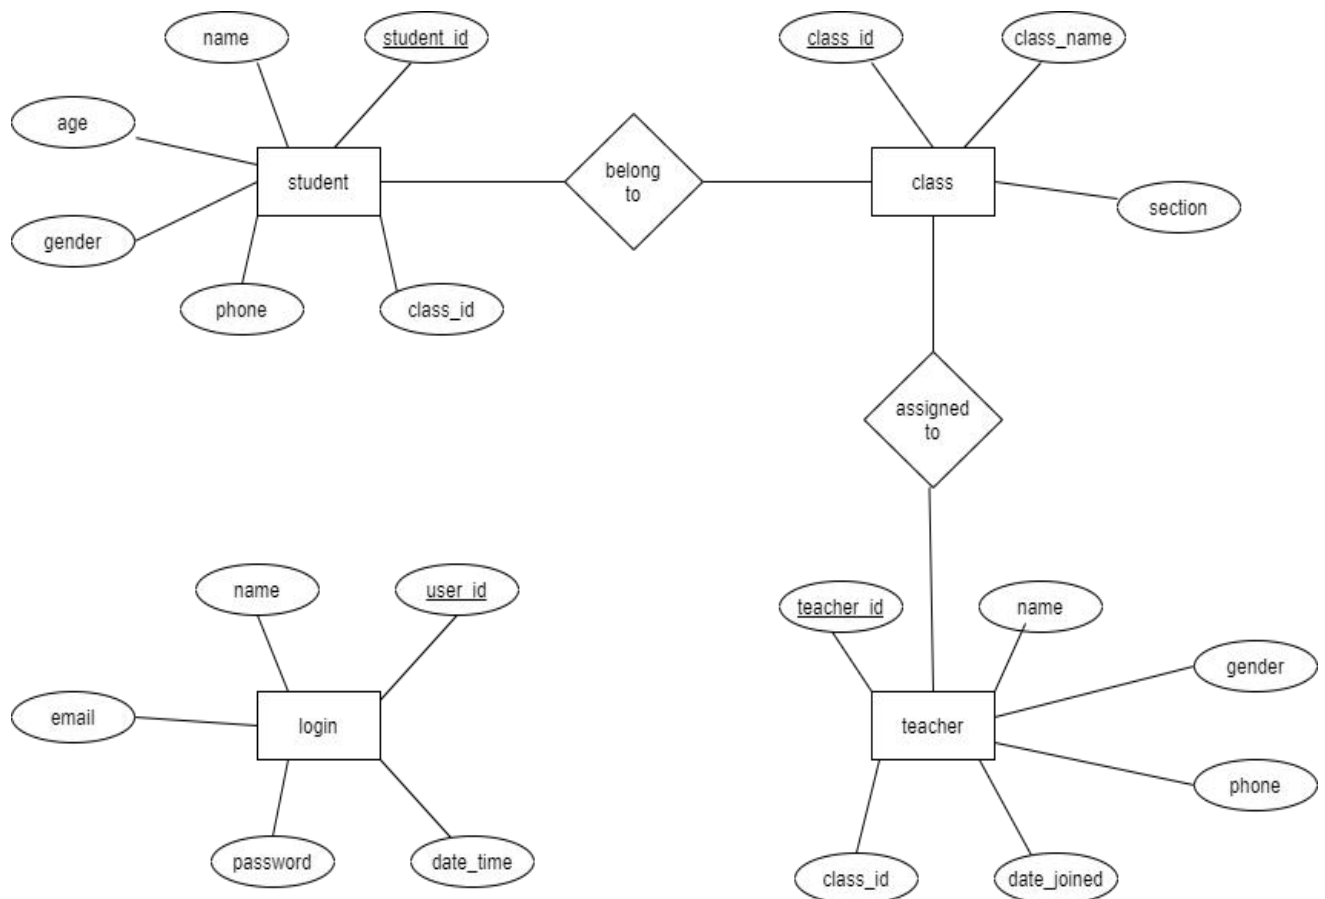 name
student_id
class_id
class_name
age
student
belong
to
class
section
gender
phone
class_id
assigned
to
name
user_id
teacher_id
name
gender
email
login
teacher
phone
password
date_time
class_id
date_joined